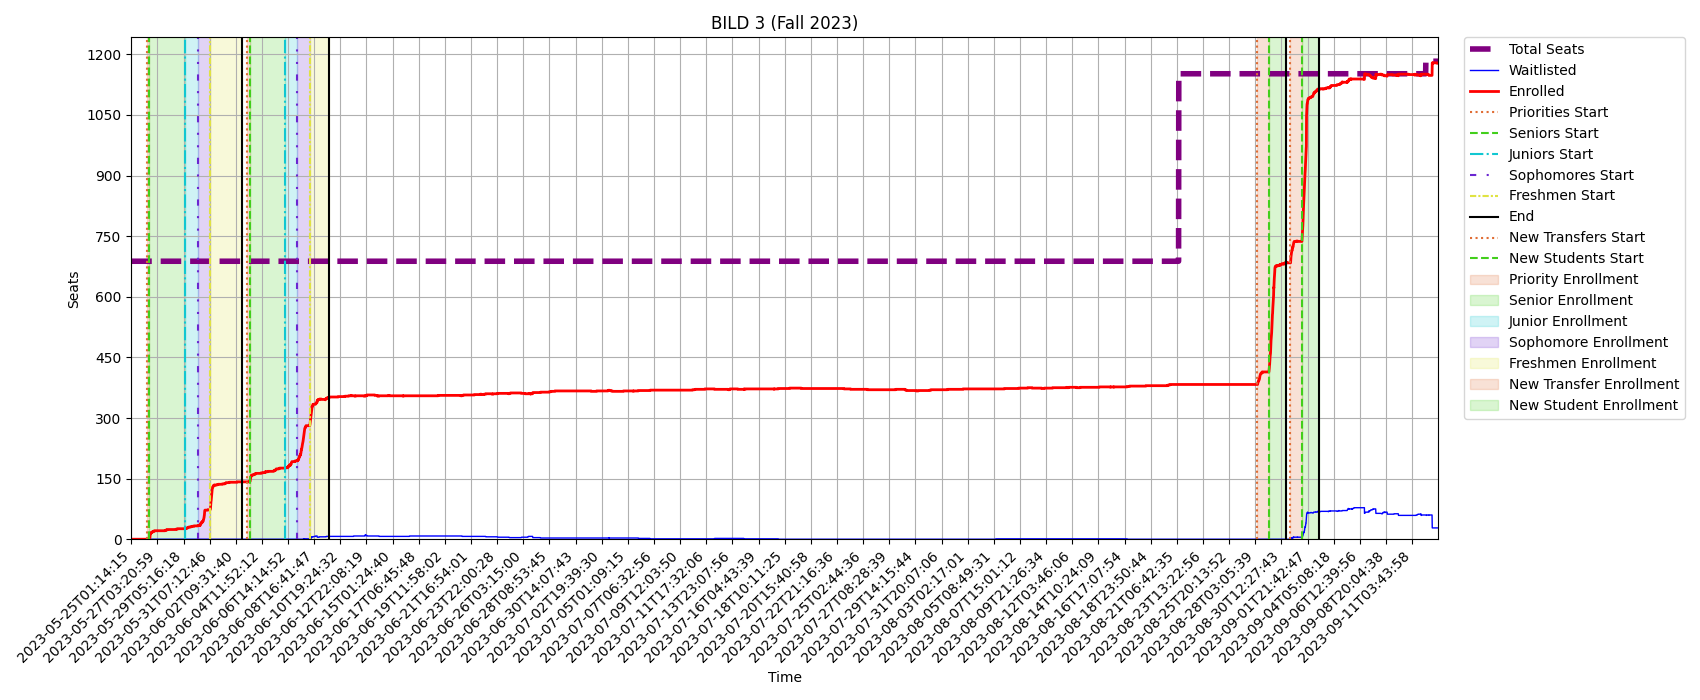 BILD 3 (Fall 2023)
Seats
1200
1050
900
750
600
450
300
150
0
2023-05-25T01:14:15
2023-05-27T03:20:59
2023-05-29T05:16:18
2023-05-31T07:12:46
2023-06-02T09:31:40
2023-06-04T11:52:12
2023-06-06T14:14:52
2023-06-08T16:41:47
2023-06-10T19:24:32
2023-06-12T22:08:19
2023-06-15T01:24:40
2023-06-17T06:45:48
2023-06-19T11:58:02
2023-06-21T16:54:01
2023-06-23T22:00:28
2023-06-26T03:15:00
2023-06-28T08:53:45
2023-06-30T14:07:43
2023-07-02T19:39:30
2023-07-05T01:09:15
2023-07-07T06:32:56
2023-07-09T12:03:50
2023-07-11T17:32:06
2023-07-13T23:07:56
2023-07-16T04:43:39
2023-07-18T10:11:25
2023-07-20T15:40:58
2023-07-22T21:16:36
2023-07-25T02:44:36
2023-07-27T08:28:39
2023-07-29T14:15:44
2023-07-31T20:07:06
2023-08-03T02:17:01
2023-08-05T08:49:31
2023-08-07T15:01:12
2023-08-09T21:26:34
2023-08-12T03:46:06
2023-08-14T10:24:09
2023-08-16T17:07:54
2023-08-18T23:50:44
2023-08-21T06:42:35
2023-08-23T13:22:56
2023-08-25T20:13:52
2023-08-28T03:05:39
2023-08-30T12:27:43
2023-09-01T21:42:47
2023-09-04T05:08:18
2023-09-06T12:39:56
2023-09-08T20:04:38
2023-09-11T03:43:58
Time
Total Seats
Waitlisted
Enrolled
Priorities Start
Seniors Start
Juniors Start
Sophomores Start
Freshmen Start
End
New Transfers Start
New Students Start
Priority Enrollment
Senior Enrollment
Junior Enrollment
Sophomore Enrollment
Freshmen Enrollment
New Transfer Enrollment
New Student Enrollment